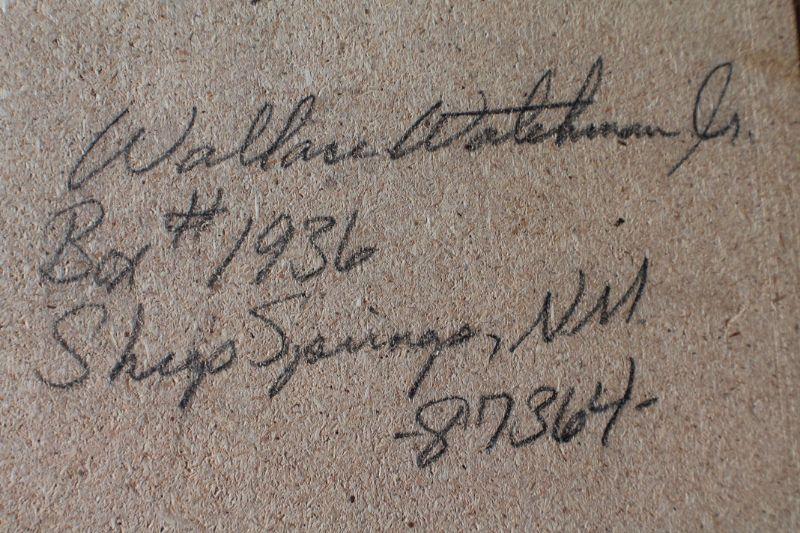 Wallace Watchman Jr.
Box #1936
Sheep Springs, NM.
-87364-